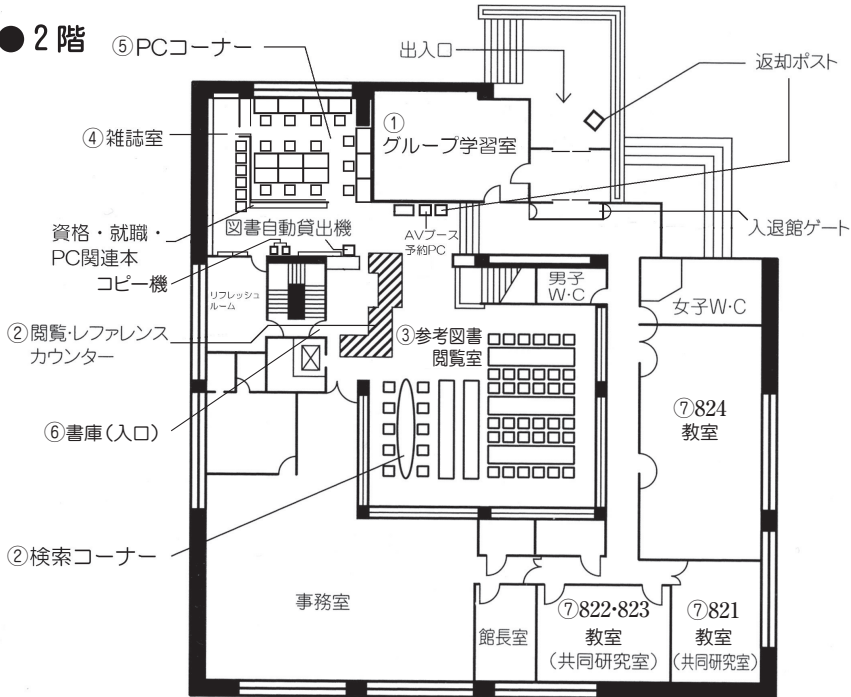 ● 2階
⑤PCコーナー
出入口
返却ポスト
①
グループ学習室
④雑誌室
資格・就職・
PC関連本
図書自動貸出機
AVブース
予約PC
入退館ゲート
コピー機
リフレッシュ
ルーム
男子
W・C
女子W・C
②閲覧・レファレンス
カウンター
③参考図書
閲覧室
⑦824
教室
⑥書庫(入口)
②検索コーナー
事務室
館長室
⑦822・823
教室
(共同研究室)
⑦821
教室
(共同研究室)